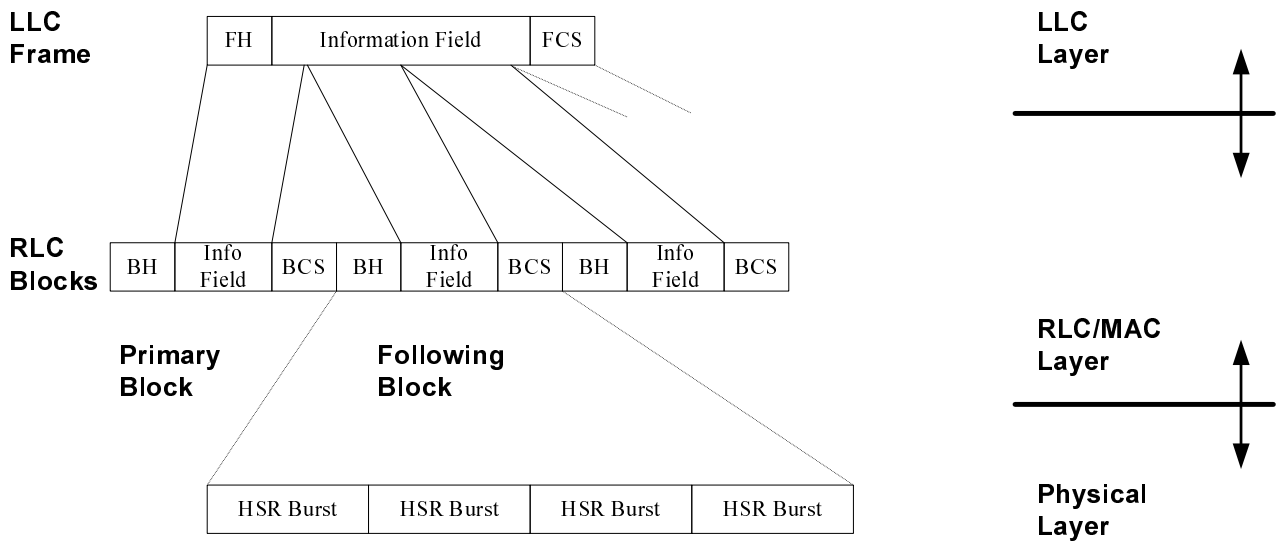 LLC
Frame
FH
Information Field
FCS
LLC
Layer
RLC
Blocks
BH
Info
Field
BCS
BH
Info
Field
BCS
BH
Info
Field
BCS
Primary
Block
Following
Block
RLC/MAC
Layer
HSR Burst
HSR Burst
HSR Burst
HSR Burst
Physical
Layer